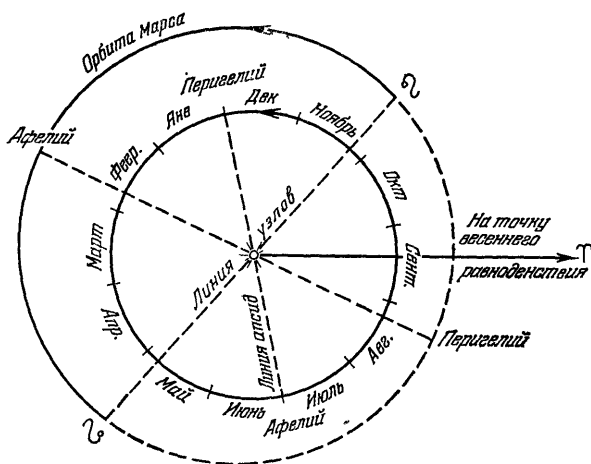 Орбита Марса
☊
Перигелий
Дек
Ноябрь
Янв
Афелий
Февр.
Окт
узлов
На точку
весеннего
♈
равноденствия
Март
Сент.
Линия
Линия апсид
Перигелий
Апр.
Авг.
Май
Июль
Июнь
Афелий
☋